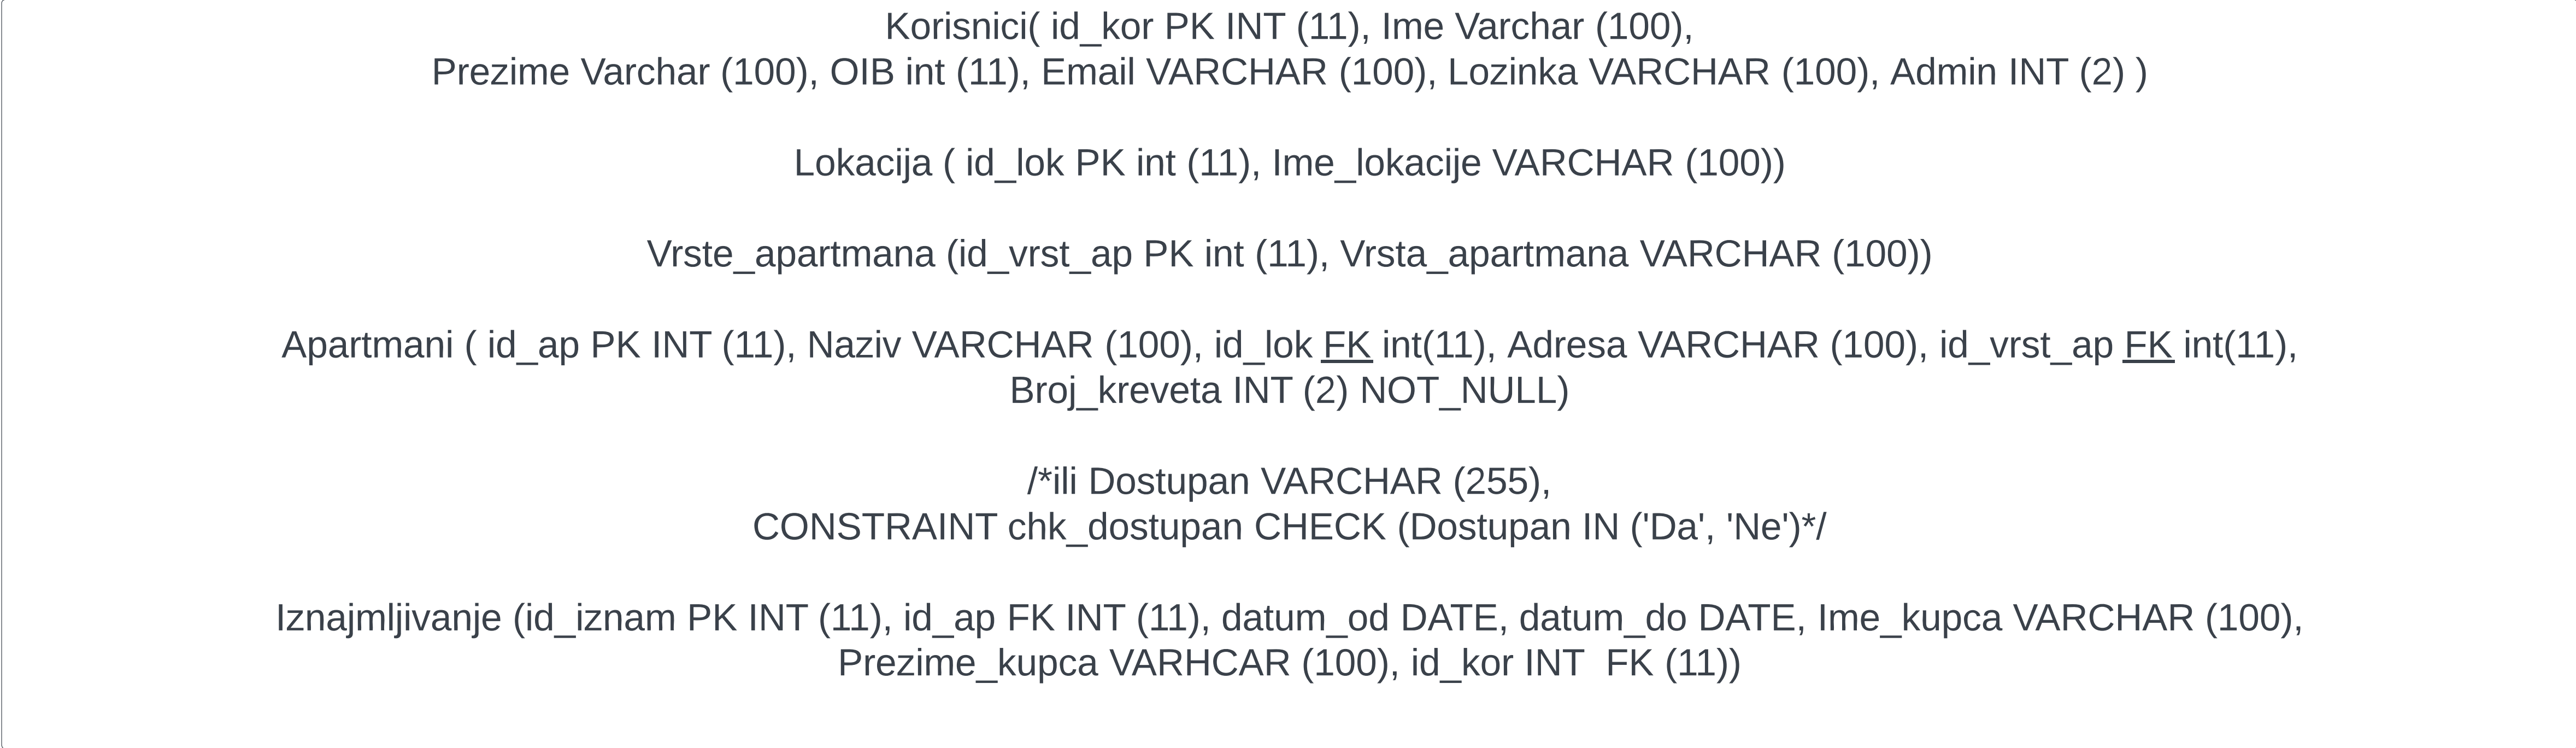 Korisnici( id_kor PK INT (11), Ime Varchar (100),
Prezime Varchar (100), OIB int (11), Email VARCHAR (100), Lozinka VARCHAR (100), Admin INT (2) )
Lokacija ( id_lok PK int (11), Ime_lokacije VARCHAR (100))
Vrste_apartmana (id_vrst_ap PK int (11), Vrsta_apartmana VARCHAR (100))
Apartmani ( id_ap PK INT (11), Naziv VARCHAR (100), id_lok FK int(11), Adresa VARCHAR (100), id_vrst_ap FK int(11),
Broj_kreveta INT (2) NOT_NULL)
/*ili Dostupan VARCHAR (255),
CONSTRAINT chk_dostupan CHECK (Dostupan IN ('Da', 'Ne')*/
Iznajmljivanje (id_iznam PK INT (11), id_ap FK INT (11), datum_od DATE, datum_do DATE, Ime_kupca VARCHAR (100),
Prezime_kupca VARHCAR (100), id_kor INT  FK (11))